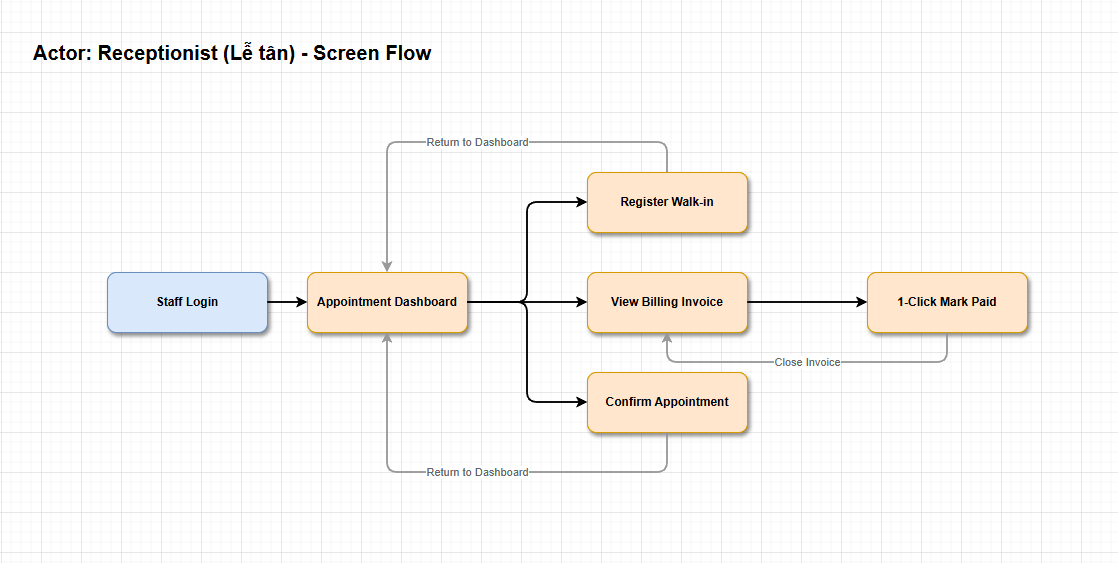 Actor: Receptionist (Lễ tân) - Screen Flow
Return to Dashboard
Register Walk-in
Staff Login
Appointment Dashboard
View Billing Invoice
1-Click Mark Paid
Close Invoice
Confirm Appointment
Return to Dashboard